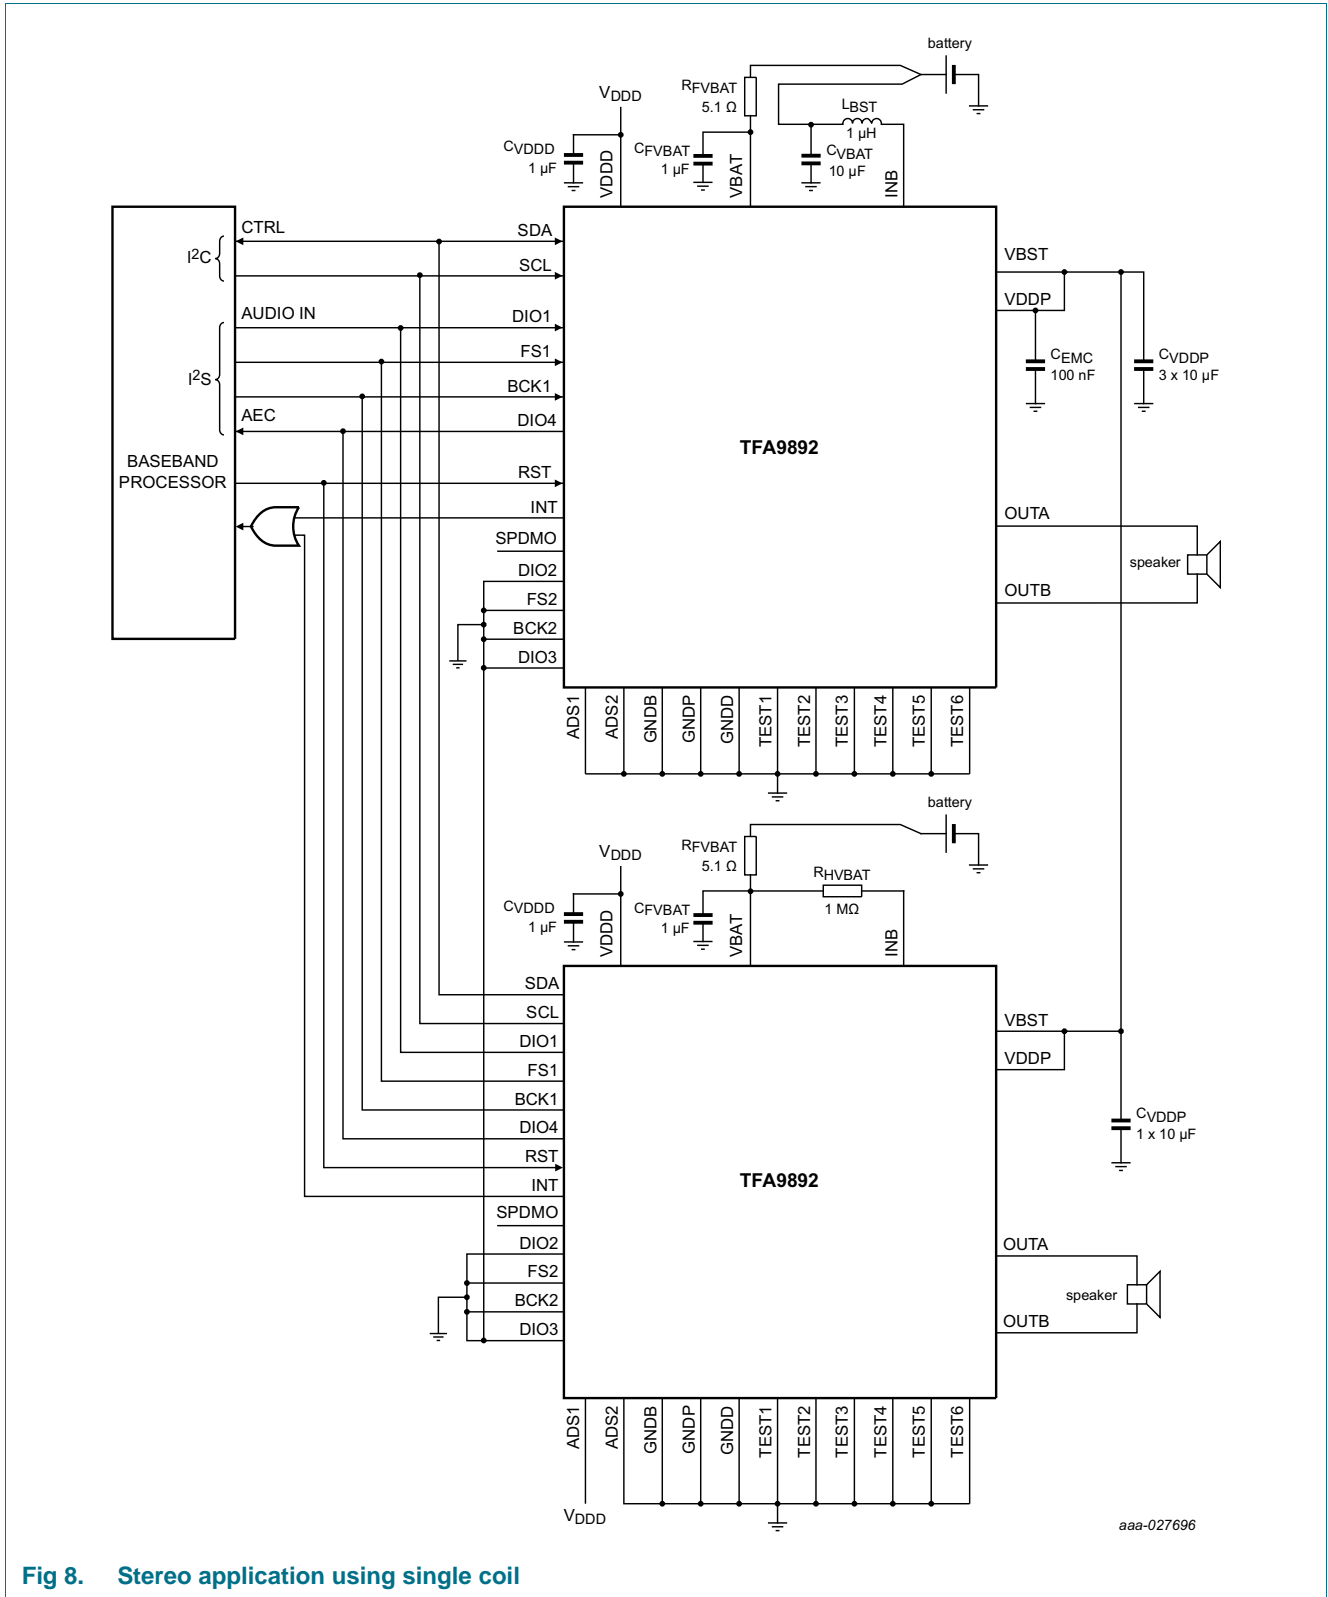 battery
RFVBAT
5.1 Ω
VDDD
LBST
1 µH
CVDDD
1 µF
CFVBAT
1 µF
CVBAT
10 µF
VDDD
VBAT
INB
CTRL
I2C
SDA
SCL
VBST
VDDP
AUDIO IN
DIO1
FS1
I2S
BCK1
AEC
DIO4
CEMC
100 nF
CVDDP
3 x 10 µF
BASEBAND
PROCESSOR
TFA9892
RST
INT
SPDMO
DIO2
FS2
BCK2
DIO3
OUTA
speaker
OUTB
ADS1
ADS2
GNDB
GNDP
GNDD
TEST1
TEST2
TEST3
TEST4
TEST5
TEST6
battery
RFVBAT
5.1 Ω
VDDD
RHVBAT
1 MΩ
CVDDD
1 µF
CFVBAT
1 µF
VDDD
VBAT
INB
SDA
SCL
DIO1
FS1
BCK1
DIO4
RST
INT
SPDMO
DIO2
FS2
BCK2
DIO3
VBST
VDDP
CVDDP
1 x 10 µF
TFA9892
OUTA
speaker
OUTB
ADS1
ADS2
GNDB
GNDP
GNDD
TEST1
TEST2
TEST3
TEST4
TEST5
TEST6
VDDD
aaa-027696
Fig 8. Stereo application using single coil